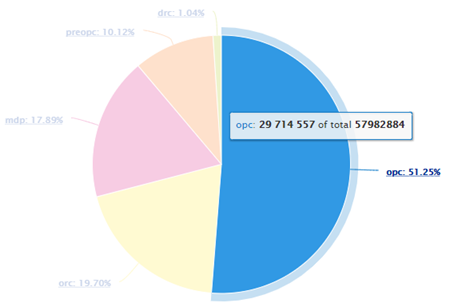 drc: 1.04%
preopc: 10.12%
mdp: 17.89%
opc: 29 714 557 of total 57982884
opc: 51.25%
prc: 19.70%